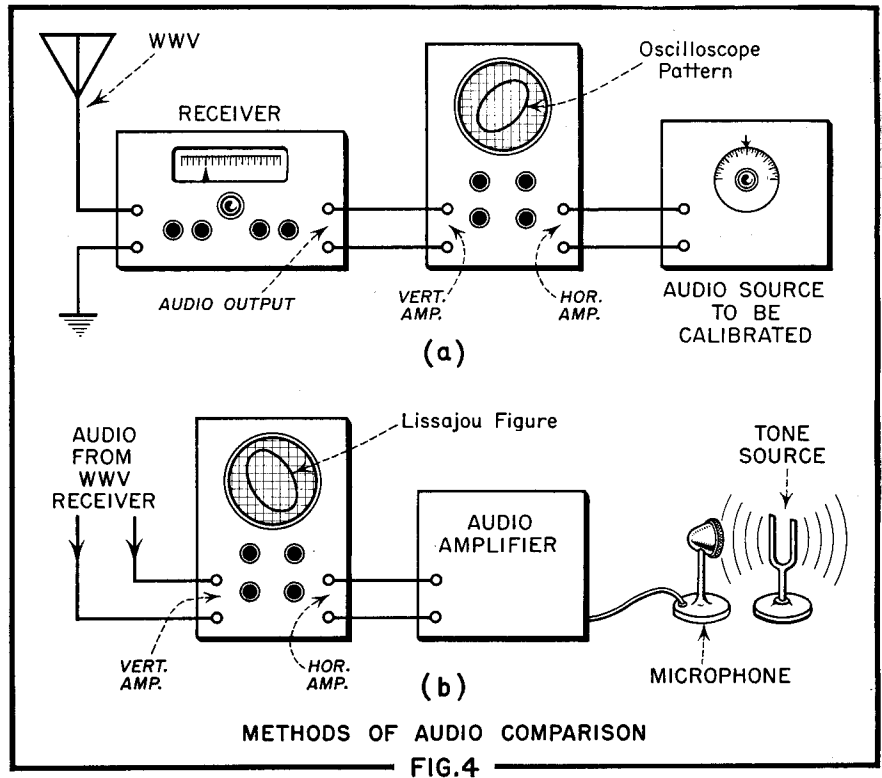 WWV
Oscilloscope
Pattern
RECEIVER
AUDIO OUTPUT
VERT.
AMP.
HOR.
AMP.
AUDIO SOURCE
TO BE
CALIBRATED
(a)
AUDIO
FROM
WWV
RECEIVER
Lissajou Figure
AUDIO
AMPLIFIER
TONE
SOURCE
VERT.
AMP.
HOR.
AMP.
MICROPHONE
(b)
METHODS OF AUDIO COMPARISON
FIG.4